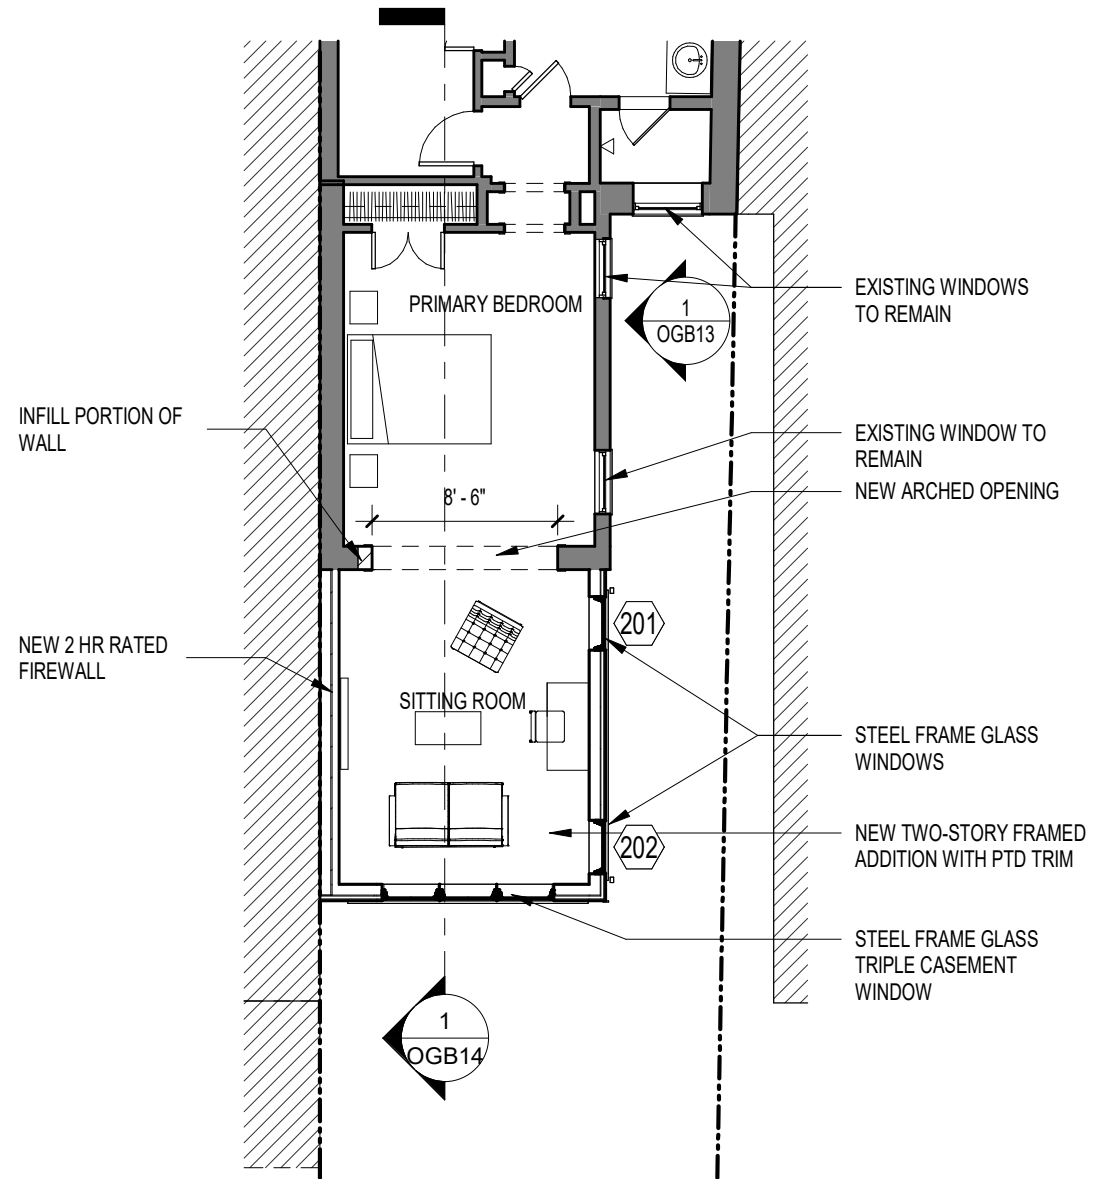 EXISTING WINDOWS
TO REMAIN
PRIMARY BEDROOM
1
OGB13
INFILL PORTION OF
WALL
EXISTING WINDOW TO
REMAIN
NEW ARCHED OPENING
8' - 6"
201
NEW 2 HR RATED
FIREWALL
SITTING ROOM
STEEL FRAME GLASS
WINDOWS
202
NEW TWO-STORY FRAMED
ADDITION WITH PTD TRIM
STEEL FRAME GLASS
TRIPLE CASEMENT
WINDOW
1
OGB14